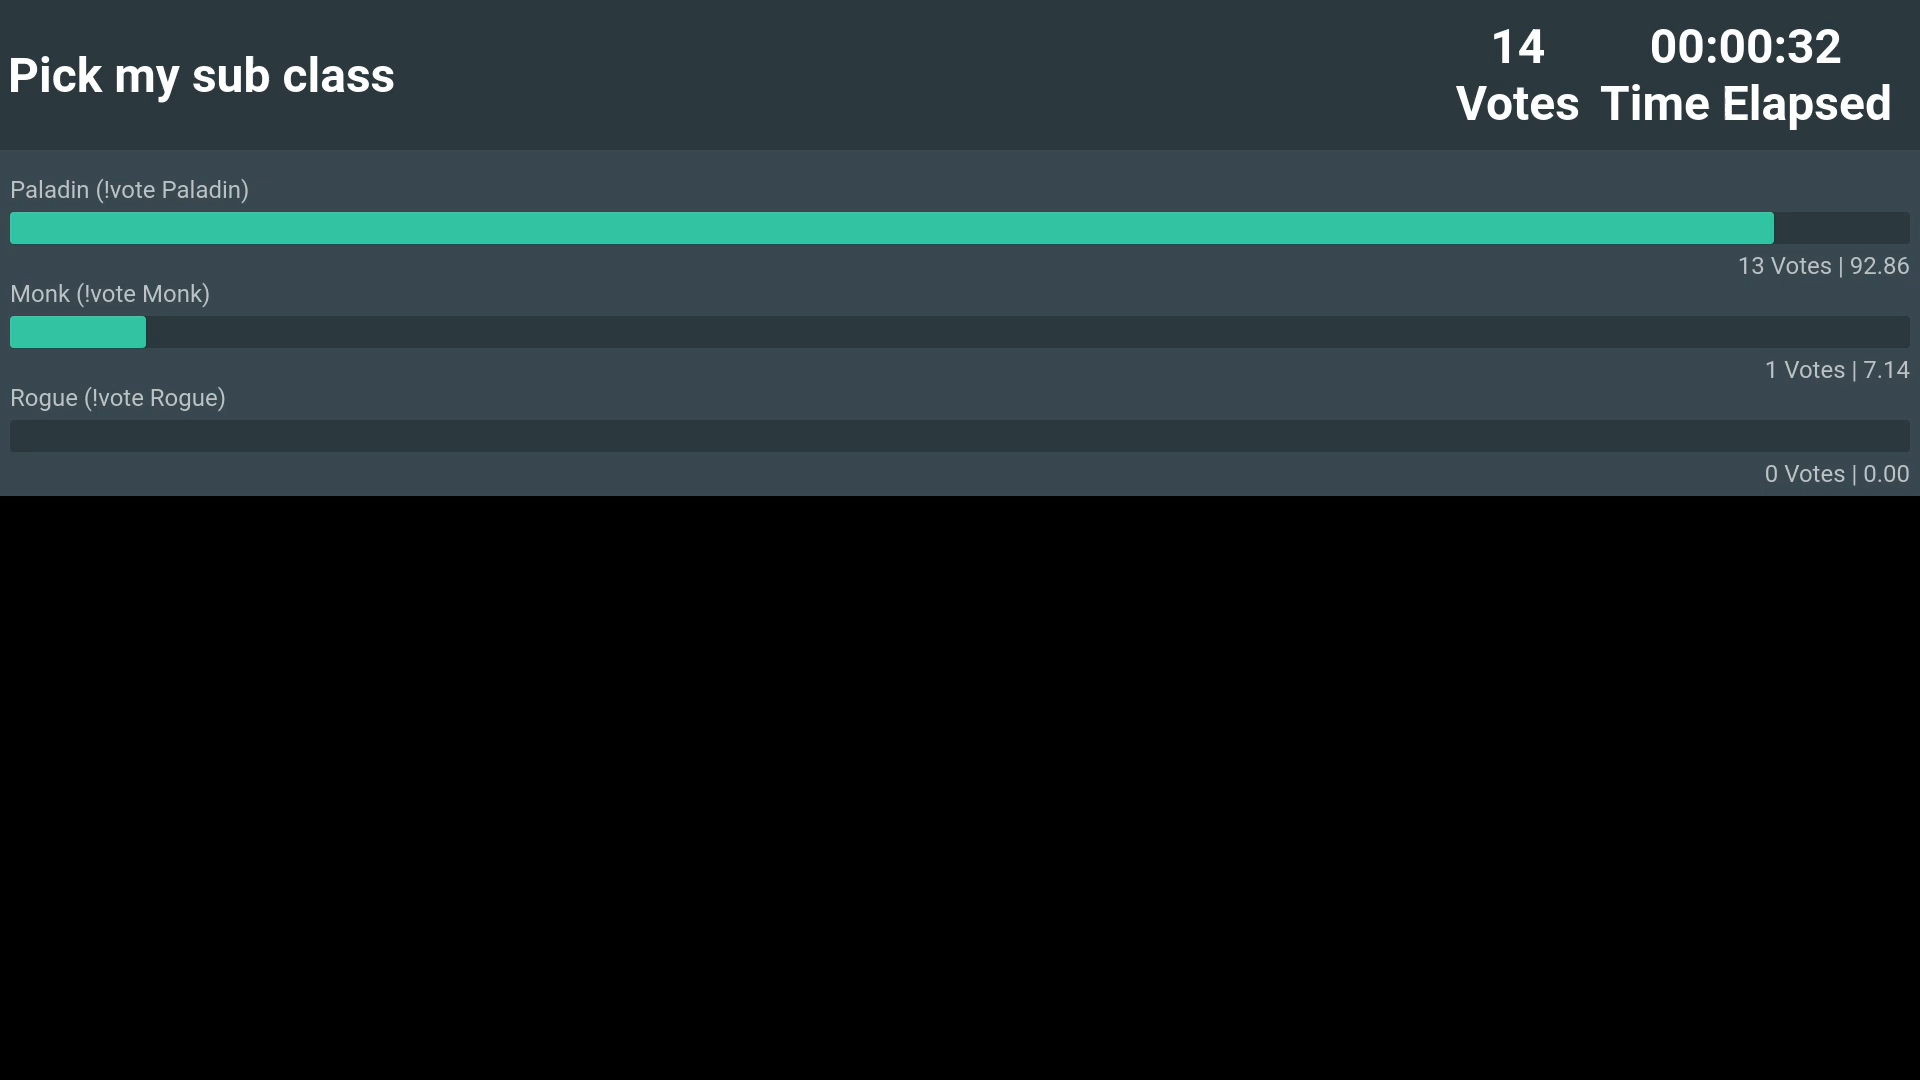 Pick my sub class
14
Votes
00:00:32
Time Elapsed
Paladin (!vote Paladin)
13 Votes | 92.86
Monk (!vote Monk)
1 Votes | 7.14
Rogue (!vote Rogue)
0 Votes | 0.00